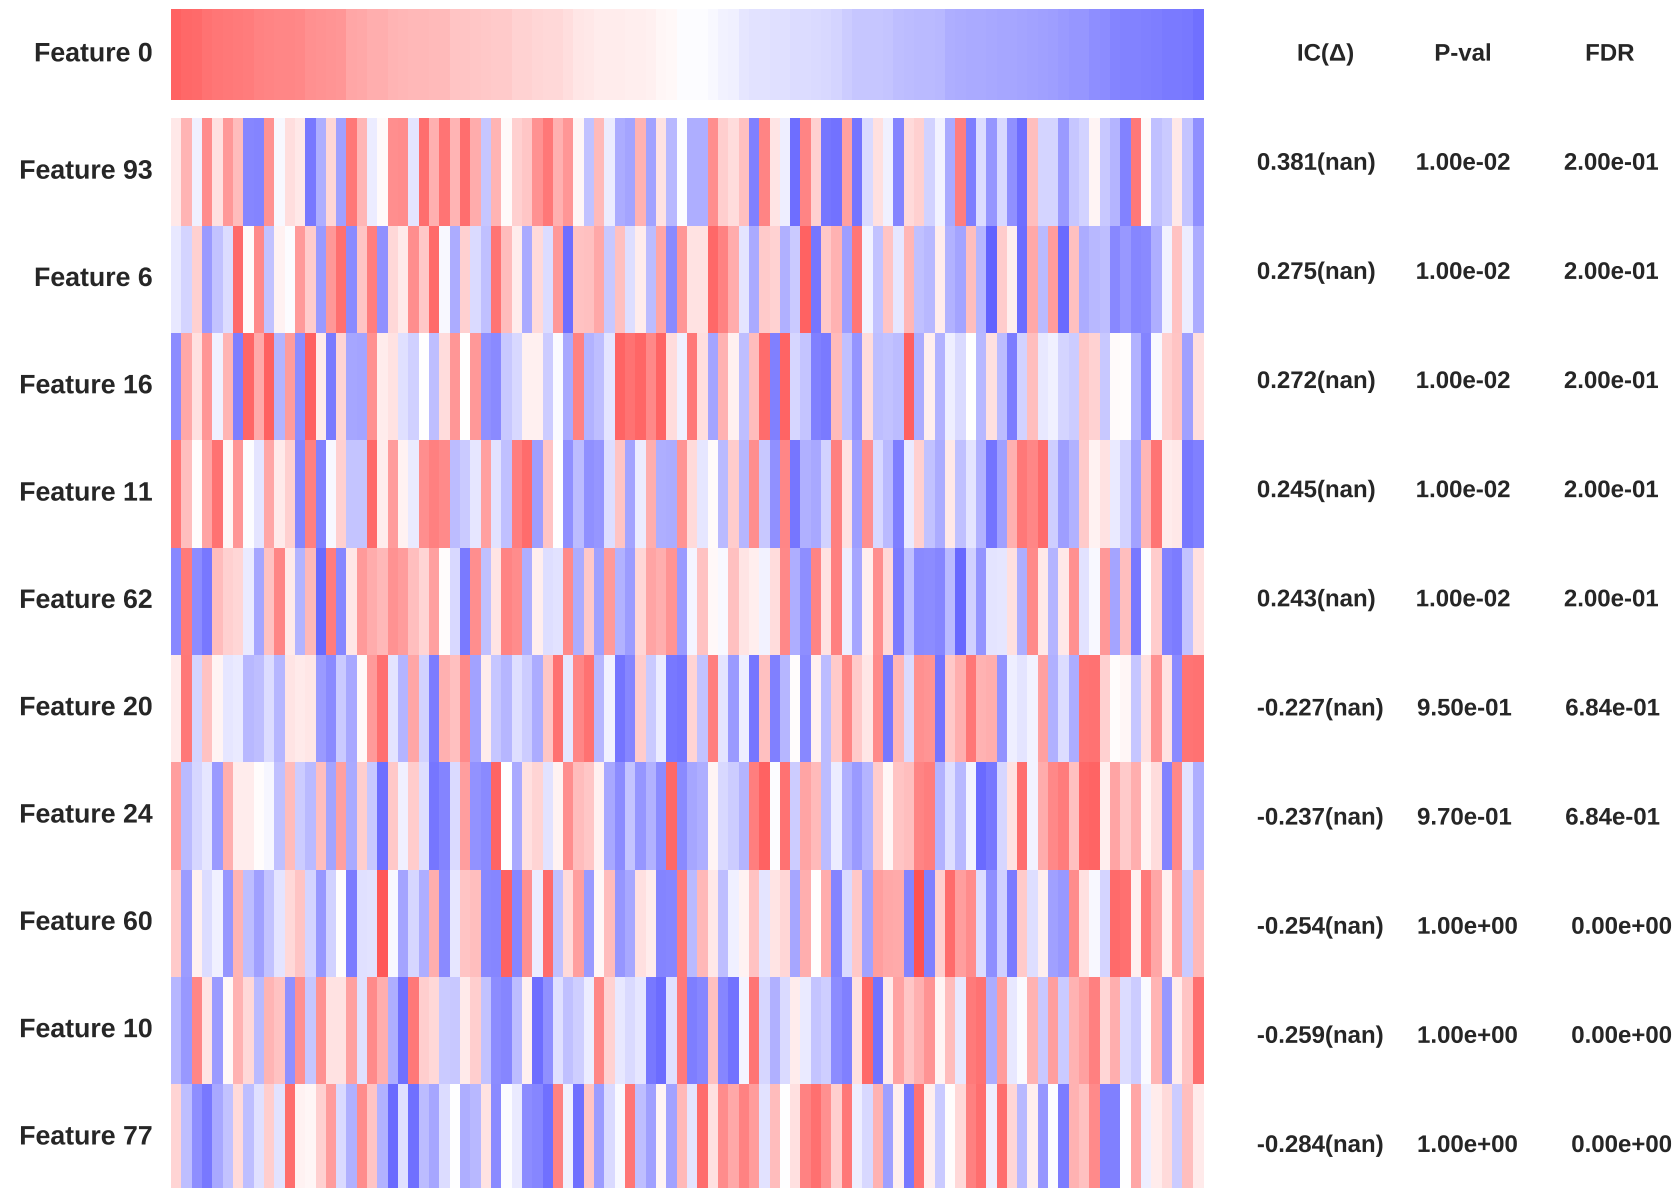 Feature 0 IC(Δ) P-val FDR
Feature 93 0.381(nan) 1.00e-02 2.00e-01
Feature 6 0.275(nan) 1.00e-02 2.00e-01
Feature 16 0.272(nan) 1.00e-02 2.00e-01
Feature 11 0.245(nan) 1.00e-02 2.00e-01
Feature 62 0.243(nan) 1.00e-02 2.00e-01
Feature 20 -0.227(nan) 9.50e-01 6.84e-01
Feature 24 -0.237(nan) 9.70e-01 6.84e-01
Feature 60 -0.254(nan) 1.00e+00 0.00e+00
Feature 10 -0.259(nan) 1.00e+00 0.00e+00
Feature 77 -0.284(nan) 1.00e+00 0.00e+00